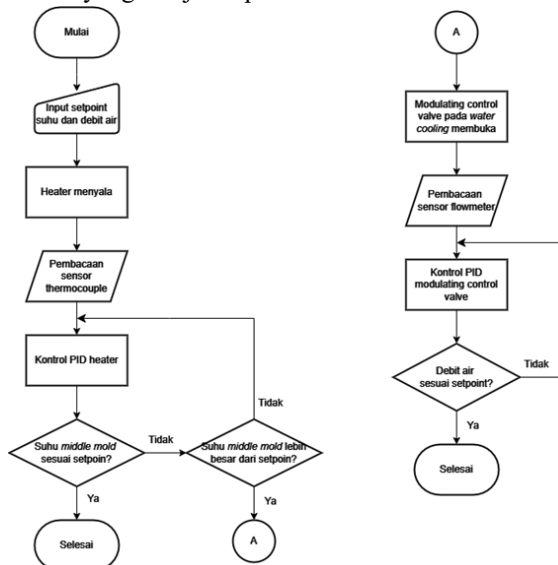 Mulai
Input setpoint
suhu dan debit air
Heater menyala
Pembacaan
sensor
thermocouple
Kontrol PID heater
Tidak
Suhu middle mold
sesuai setpoin?
Tidak
Suhu middle mold lebih
besar dari setpoin?
Ya
Ya
Selesai
A
A
Modulating control
valve pada water
cooling membuka
Pembacaan
sensor flowmeter
Kontrol PID
modulating control
valve
Debit air
sesuai setpoint?
Tidak
Ya
Selesai